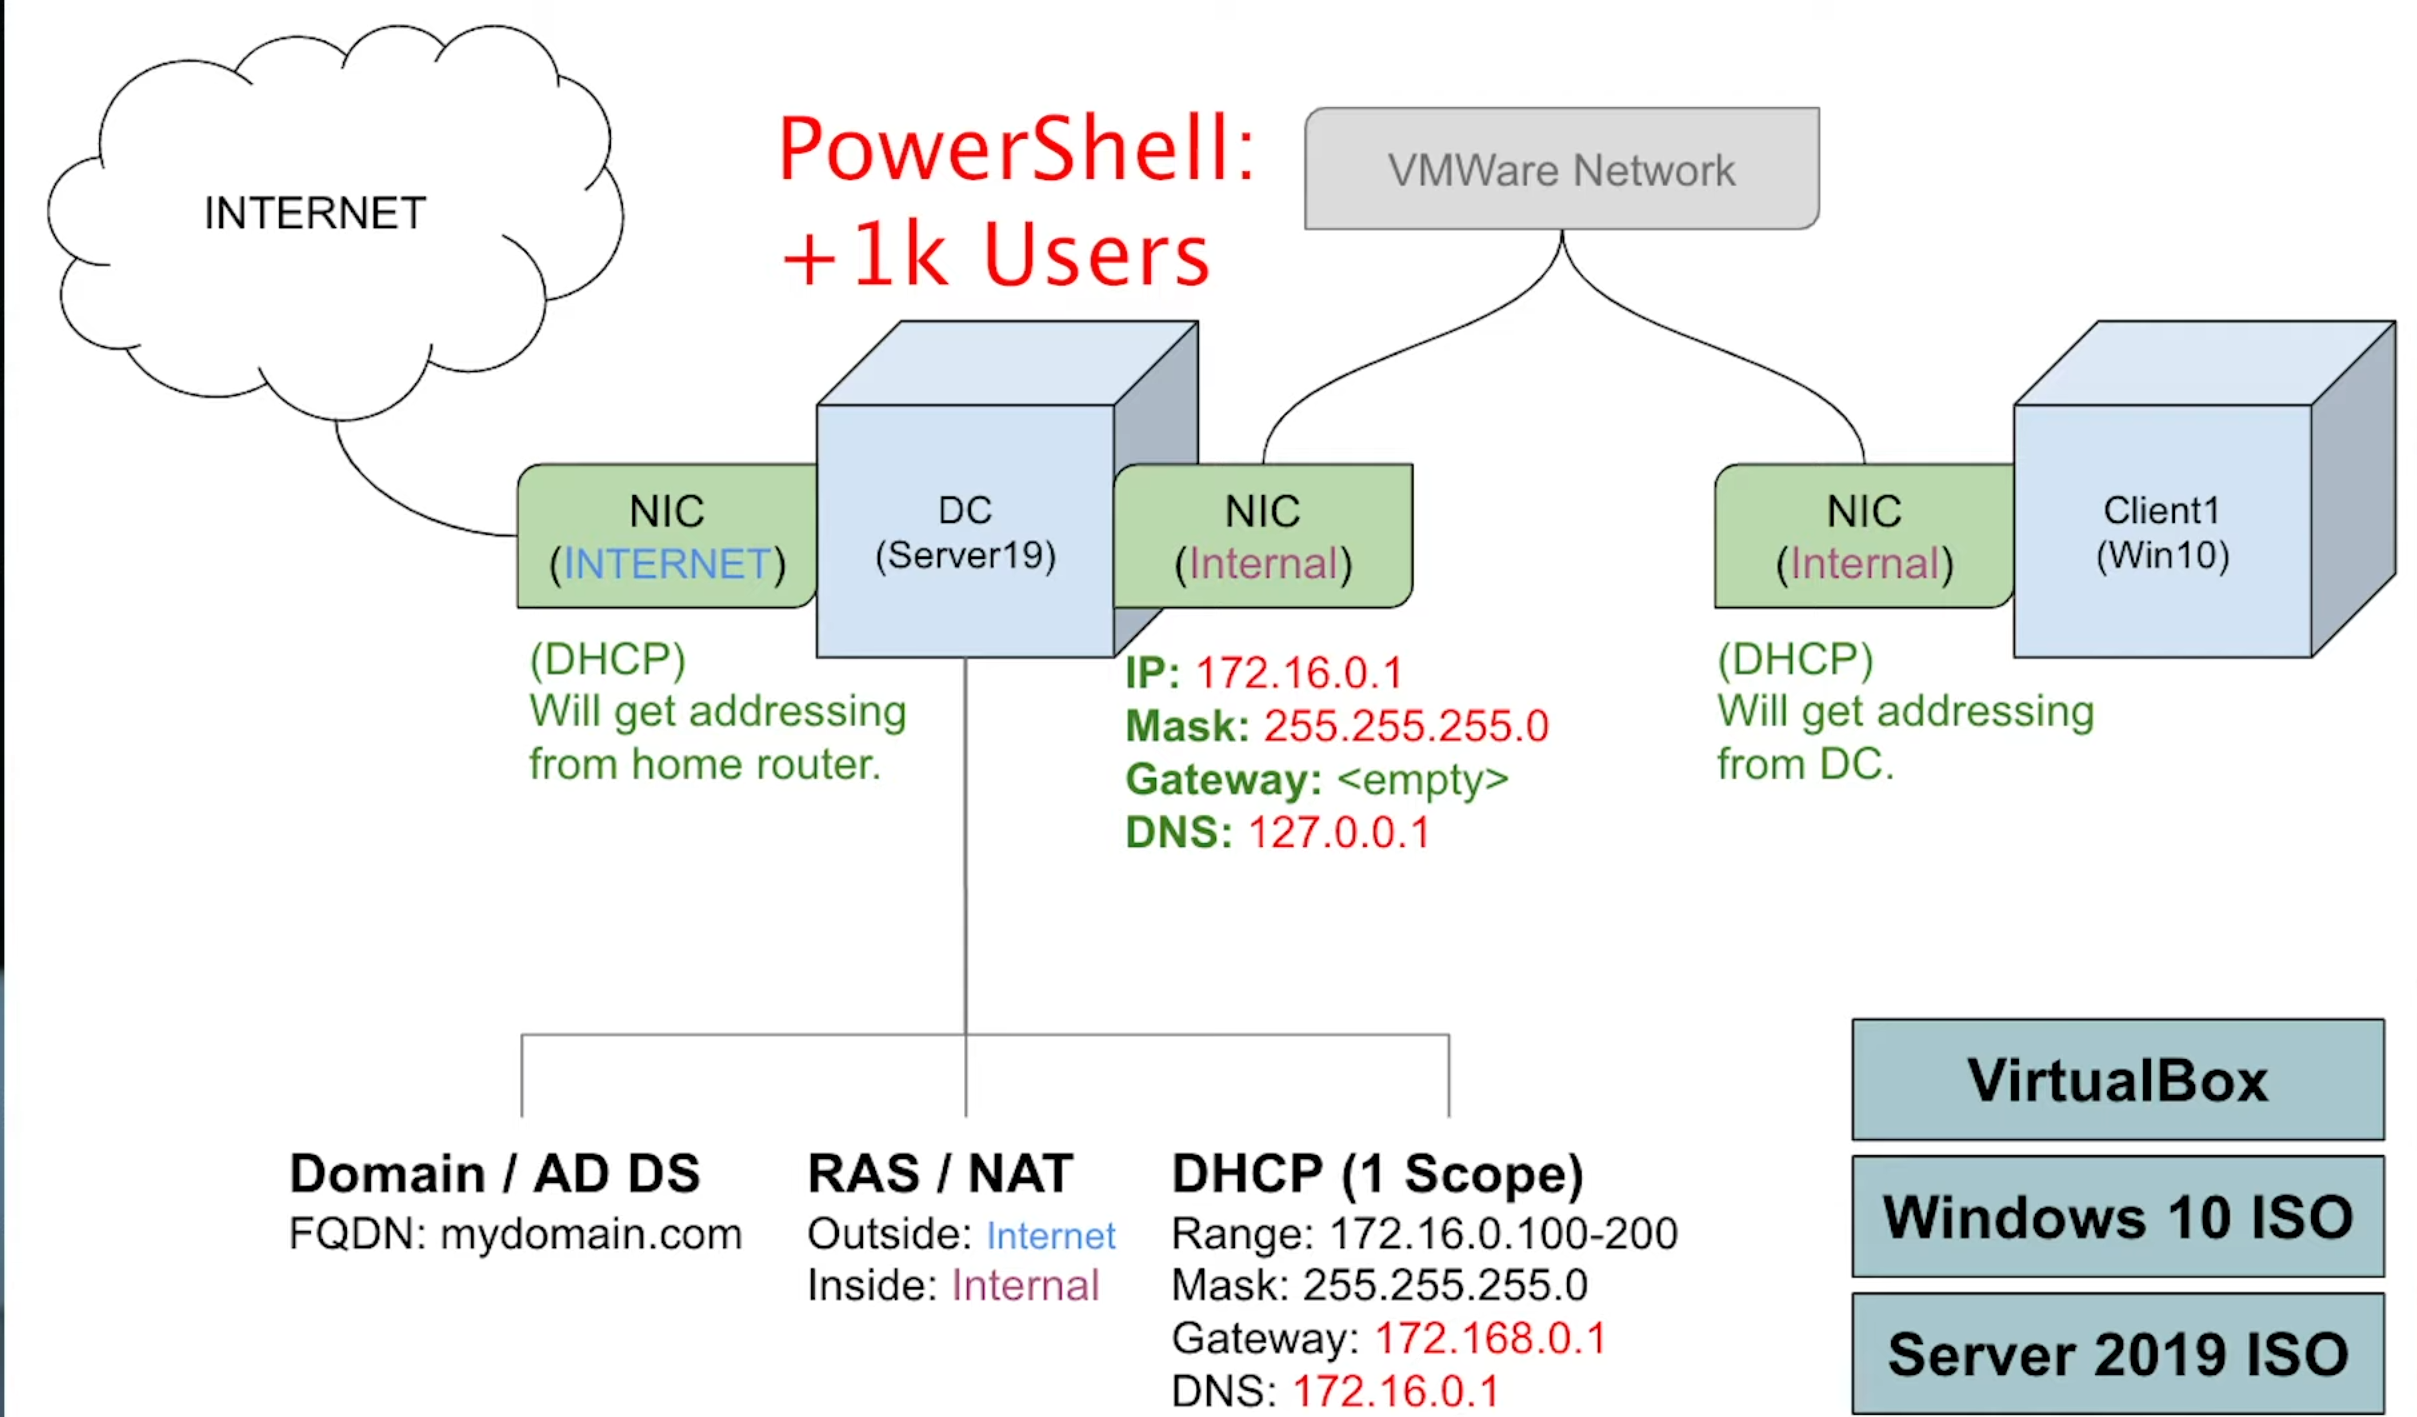 INTERNET
PowerShell:
+1k Users
VMWare Network
NIC
(INTERNET)
DC
(Server19)
NIC
(Internal)
NIC
(Internal)
Client1
(Win10)
(DHCP)
Will get addressing
from home router.
IP: 172.16.0.1
Mask: 255.255.255.0
Gateway: <empty>
DNS: 127.0.0.1
(DHCP)
Will get addressing
from DC.
Domain / AD DS
FQDN: mydomain.com
RAS / NAT
Outside: Internet
Inside: Internal
DHCP (1 Scope)
Range: 172.16.0.100-200
Mask: 255.255.255.0
Gateway: 172.168.0.1
DNS: 172.16.0.1
VirtualBox
Windows 10 ISO
Server 2019 ISO